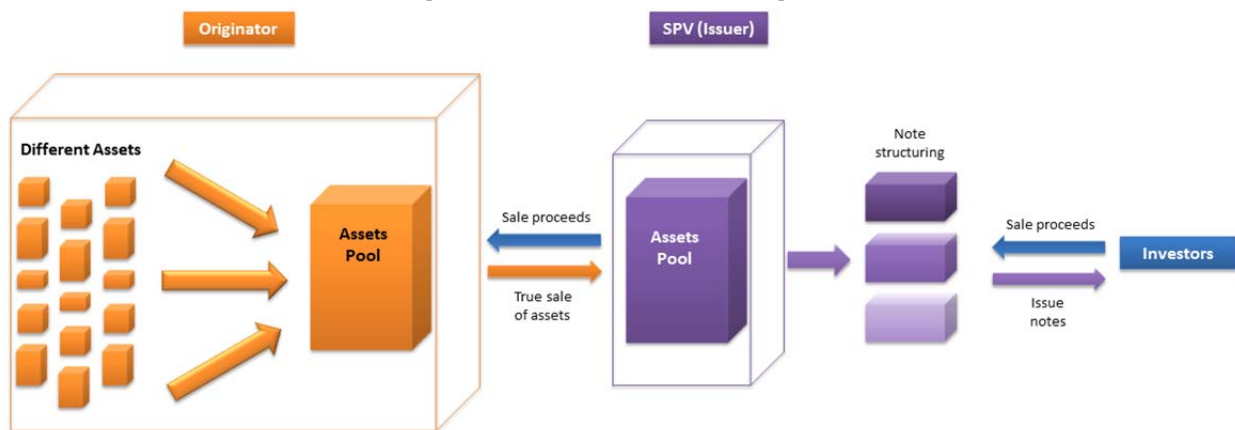 Originator
SPV (Issuer)
Different Assets
Assets
Pool
Sale proceeds
True sale
of assets
Assets
Pool
Note
structuring
Sale proceeds
Issue
notes
Investors